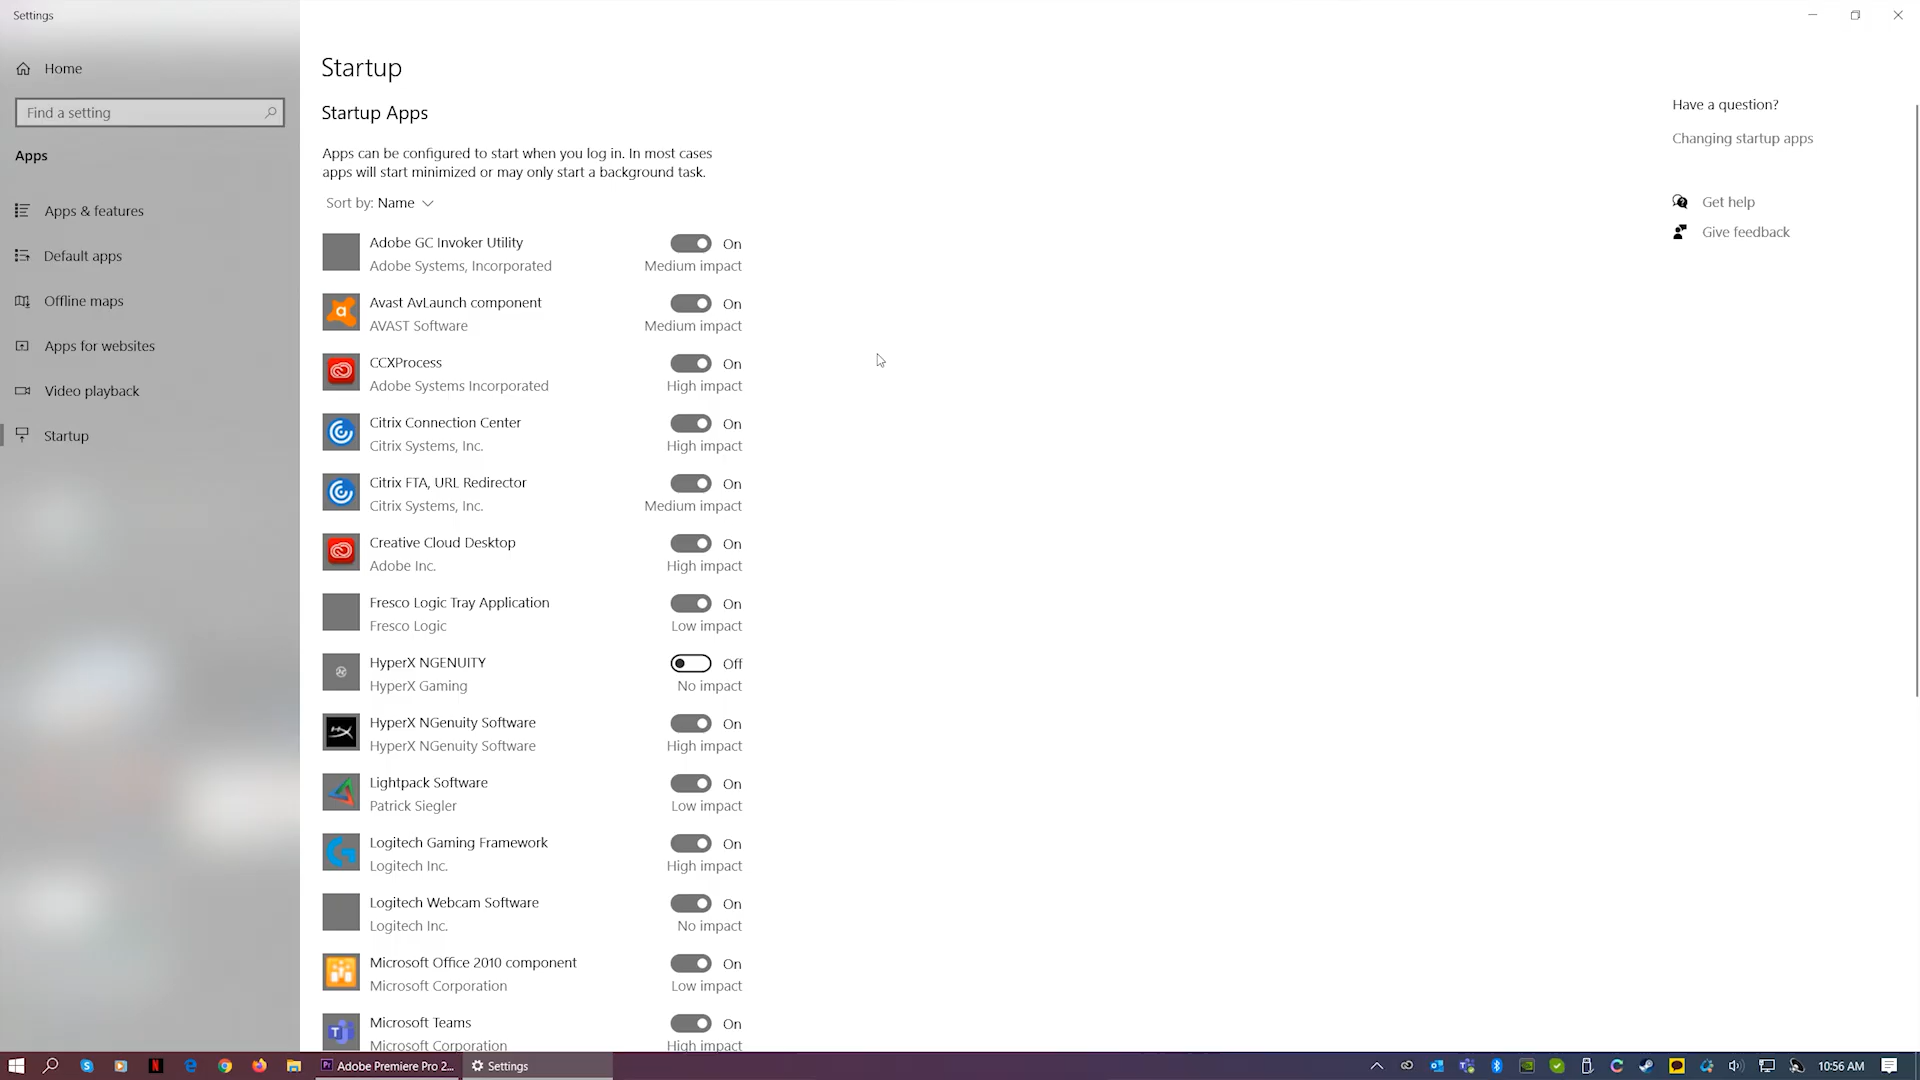 Settings
Home
Find a setting
Apps
Apps & features
Default apps
Offline maps
Apps for websites
Video playback
Startup
Startup
Startup Apps
Apps can be configured to start when you log in. In most cases
apps will start minimized or may only start a background task.
Sort by: Name
Adobe GC Invoker Utility
On
Adobe Systems, Incorporated
Medium impact
Avast AvLaunch component
On
AVAST Software
Medium impact
CCXProcess
On
Adobe Systems Incorporated
High impact
Citrix Connection Center
On
Citrix Systems, Inc.
High impact
Citrix FTA, URL Redirector
On
Citrix Systems, Inc.
Medium impact
Creative Cloud Desktop
On
Adobe Inc.
High impact
Fresco Logic Tray Application
On
Fresco Logic
Low impact
HyperX NGENUITY
Off
HyperX Gaming
No impact
HyperX NGenuity Software
On
HyperX NGenuity Software
High impact
Lightpack Software
On
Patrick Siegler
Low impact
Logitech Gaming Framework
On
Logitech Inc.
High impact
Logitech Webcam Software
On
Logitech Inc.
No impact
Microsoft Office 2010 component
On
Microsoft Corporation
Low impact
Microsoft Teams
On
Microsoft Corporation
High impact
Have a question?
Changing startup apps
Get help
Give feedback
Adobe Premiere Pro 2...
Settings
10:56 AM